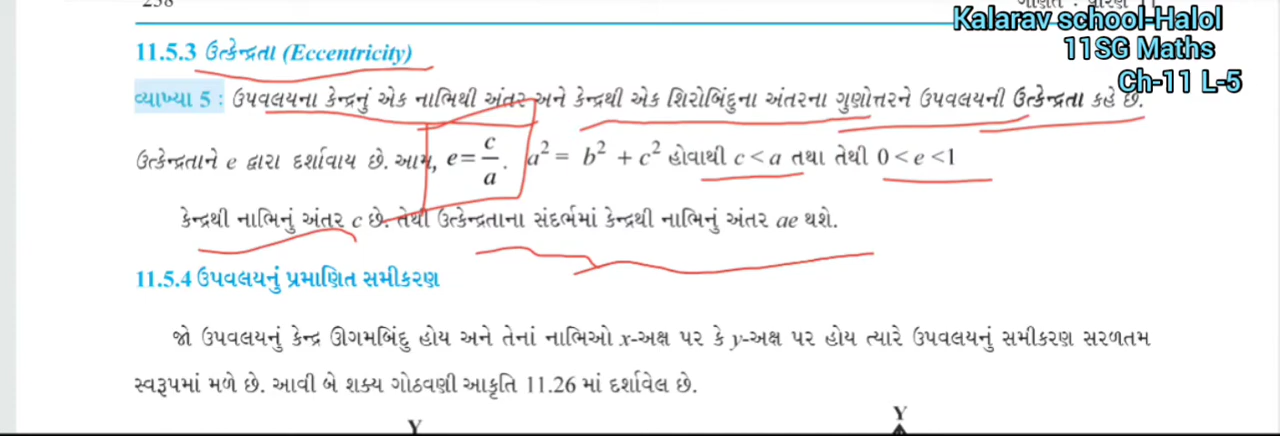 Kalarav school-Halol
11SG Maths
Ch-11 L-5
11.5.3 ઉત્કેન્દ્રતા (Eccentricity)
વ્યાખ્યા 5 : ઉપવલયના કેન્દ્રનું એક નાભિથી અંતર અને કેન્દ્રથી એક શિરોબિંદુના અંતરના ગુણોત્તરને ઉપવલયની ઉત્કેન્દ્રતા કહે છે.
ઉત્કેન્દ્રતાને e દ્વારા દર્શાવાય છે. આમ, e = c/a. a² = b² + c² હોવાથી c < a તથા તેથી 0 < e < 1
કેન્દ્રથી નાભિનું અંતર c છે. તેથી ઉત્કેન્દ્રતાના સંદર્ભમાં કેન્દ્રથી નાભિનું અંતર ae થશે.
11.5.4 ઉપવલયનું પ્રમાણિત સમીકરણ
જો ઉપવલયનું કેન્દ્ર ઊગમબિંદુ હોય અને તેનાં નાભિઓ x-અક્ષ પર કે y-અક્ષ પર હોય ત્યારે ઉપવલયનું સમીકરણ સરળતમ
સ્વરૂપમાં મળે છે. આવી બે શક્ય ગોઠવણી આકૃતિ 11.26 માં દર્શાવેલ છે.
Y Y